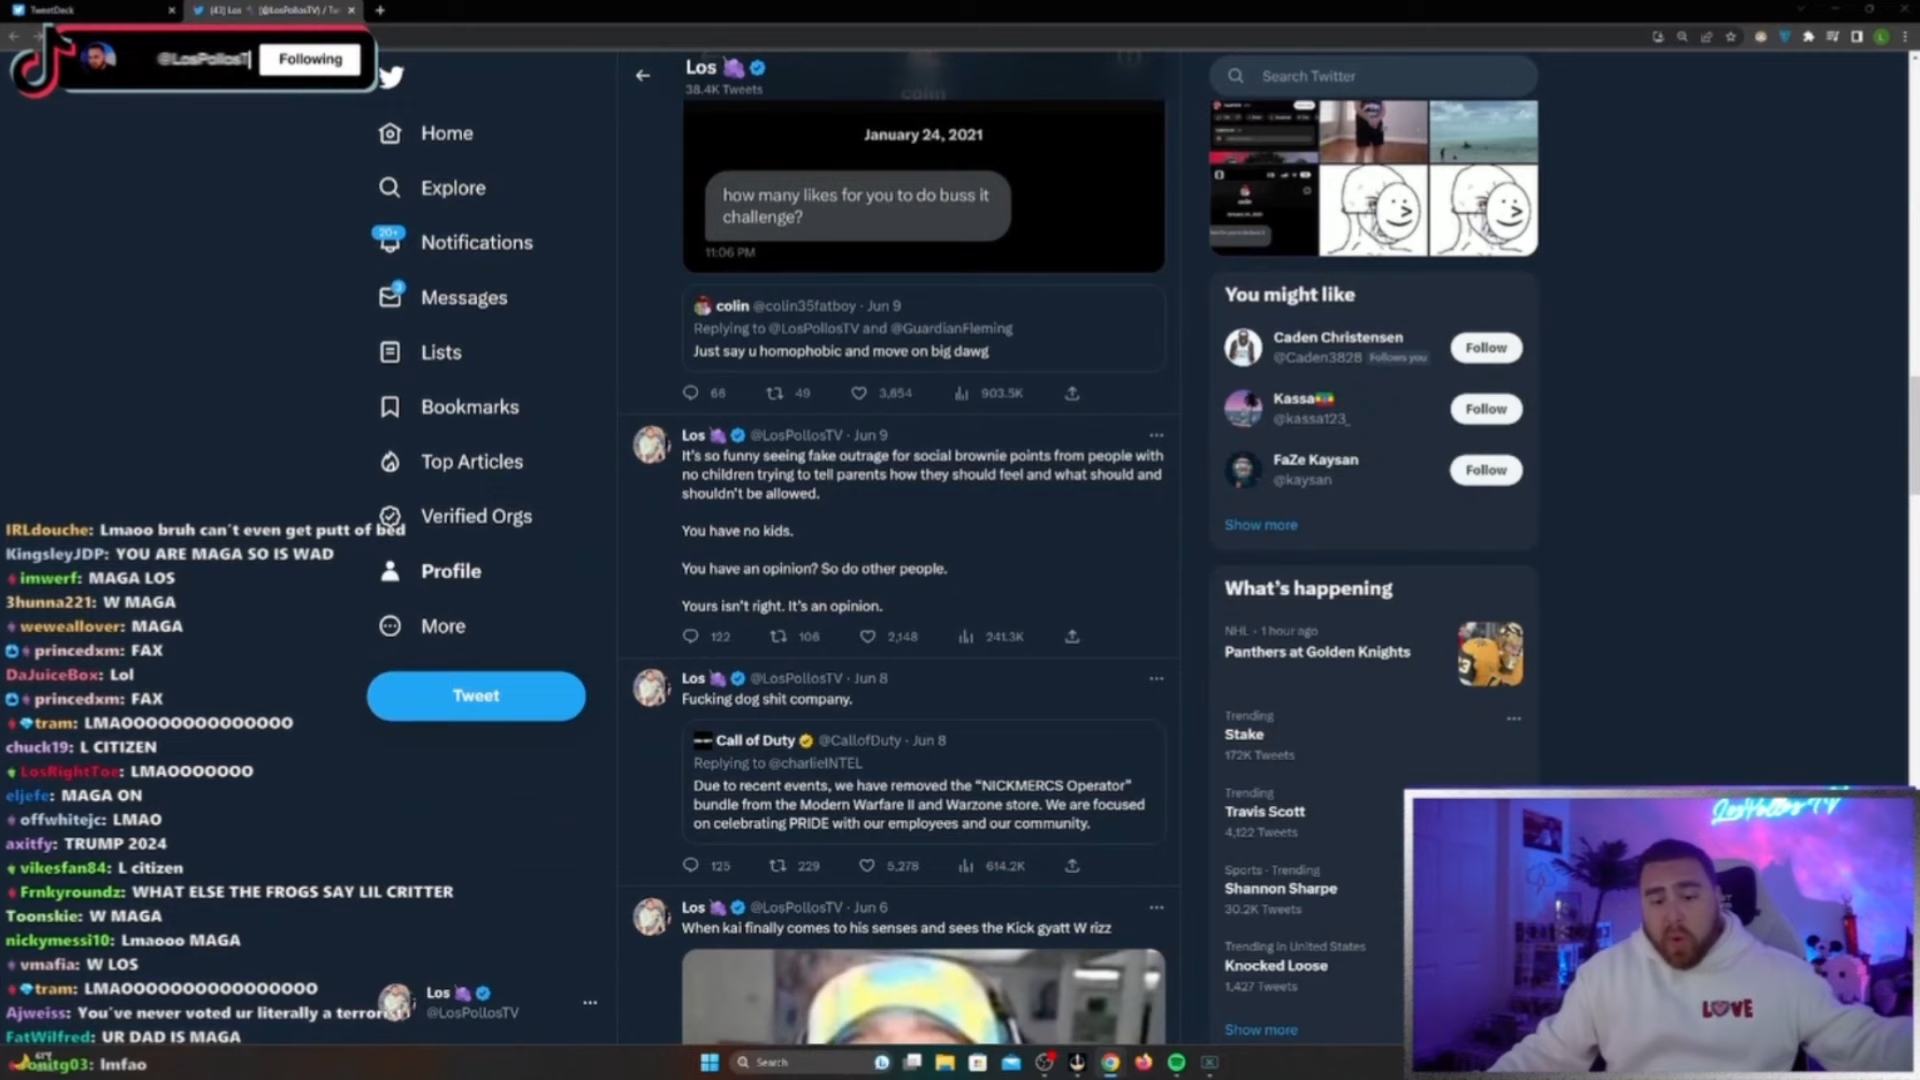 TweetDeck
(43) Los (@LosPollosTV) / Tw
@LosPollosT
Following
Home
Explore
20+
Notifications
3
Messages
Lists
Bookmarks
Top Articles
Verified Orgs
Profile
More
Tweet
Los
@LosPollosTV
IRLdouche: Lmaoo bruh can't even get putt of bed
KingsleyJDP: YOU ARE MAGA SO IS WAD
imwerf: MAGA LOS
3hunna221: W MAGA
weweallover: MAGA
princedxm: FAX
DaJuiceBox: Lol
princedxm: FAX
tram: LMAOOOOOOOOOOOOOO
chuck19: L CITIZEN
LosRightToe: LMAOOOOOOO
eljefe: MAGA ON
offwhitejc: LMAO
axitfy: TRUMP 2024
vikesfan84: L citizen
Frnkyroundz: WHAT ELSE THE FROGS SAY LIL CRITTER
Toonskie: W MAGA
nickymessi10: Lmaooo MAGA
vmafia: W LOS
tram: LMAOOOOOOOOOOOOOOOO
Ajweiss: You've never voted ur literally a terror
FatWilfred: UR DAD IS MAGA
lmfao
Los
38.4K Tweets
colin
January 24, 2021
how many likes for you to do buss it
challenge?
11:06 PM
colin @colin35fatboy · Jun 9
Replying to @LosPollosTV and @GuardianFleming
Just say u homophobic and move on big dawg
66 49 3,654 903.5K
Los @LosPollosTV · Jun 9
It's so funny seeing fake outrage for social brownie points from people with
no children trying to tell parents how they should feel and what should and
shouldn't be allowed.
You have no kids.
You have an opinion? So do other people.
Yours isn't right. It's an opinion.
122 106 2,148 241.3K
Los @LosPollosTV · Jun 8
Fucking dog shit company.
Call of Duty @CallofDuty · Jun 8
Replying to @charlieINTEL
Due to recent events, we have removed the "NICKMERCS Operator"
bundle from the Modern Warfare II and Warzone store. We are focused
on celebrating PRIDE with our employees and our community.
125 229 5,278 614.2K
Los @LosPollosTV · Jun 6
When kai finally comes to his senses and sees the Kick gyatt W rizz
Search Twitter
You might like
Caden Christensen
@Caden3828 Follows you
Follow
Kassa
@kassa123_
Follow
FaZe Kaysan
@kaysan
Follow
Show more
What's happening
NHL · 1 hour ago
Panthers at Golden Knights
Trending
Stake
172K Tweets
Trending
Travis Scott
4,122 Tweets
Sports · Trending
Shannon Sharpe
30.2K Tweets
Trending in United States
Knocked Loose
1,427 Tweets
Show more
LosPollosTV
LOVE
Search